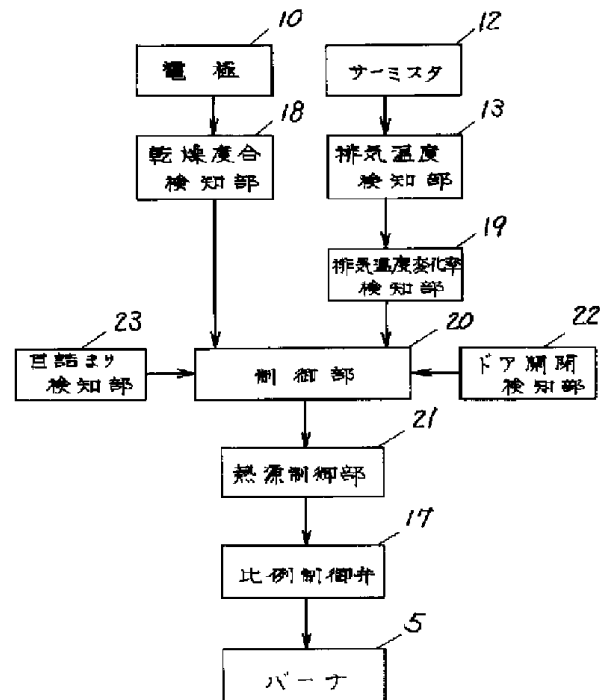 10
電極
12
サーミスタ
18
乾燥度合
検知部
13
排気温度
検知部
19
排気温度変化率
検知部
23
目詰まり
検知部
20
制御部
22
ドア開閉
検知部
21
熱源制御部
17
比例制御弁
5
バーナ